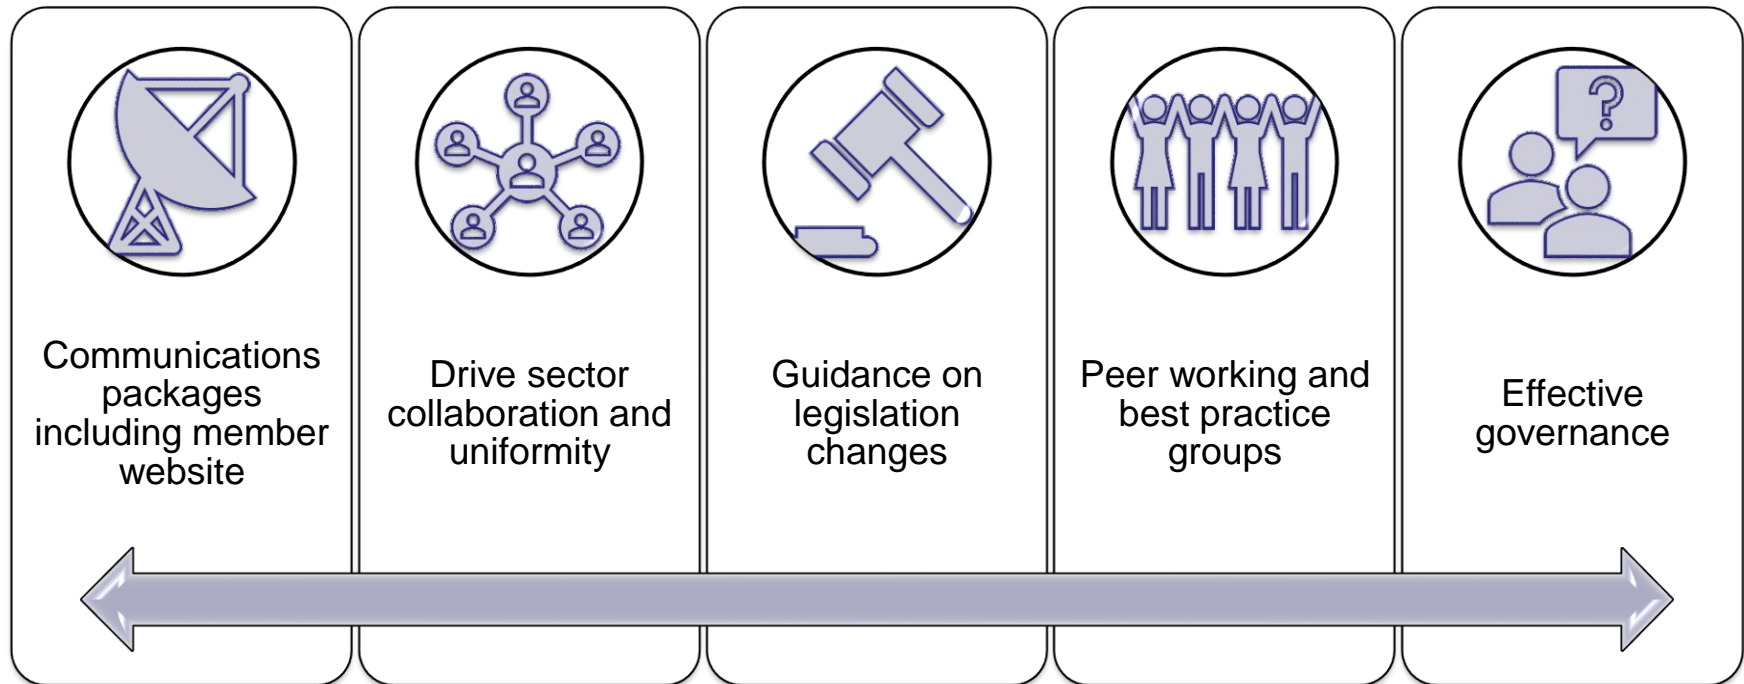 Communications
packages
including member
website
Drive sector
collaboration and
uniformity
Guidance on
legislation
changes
Peer working and
best practice
groups
Effective
governance
?